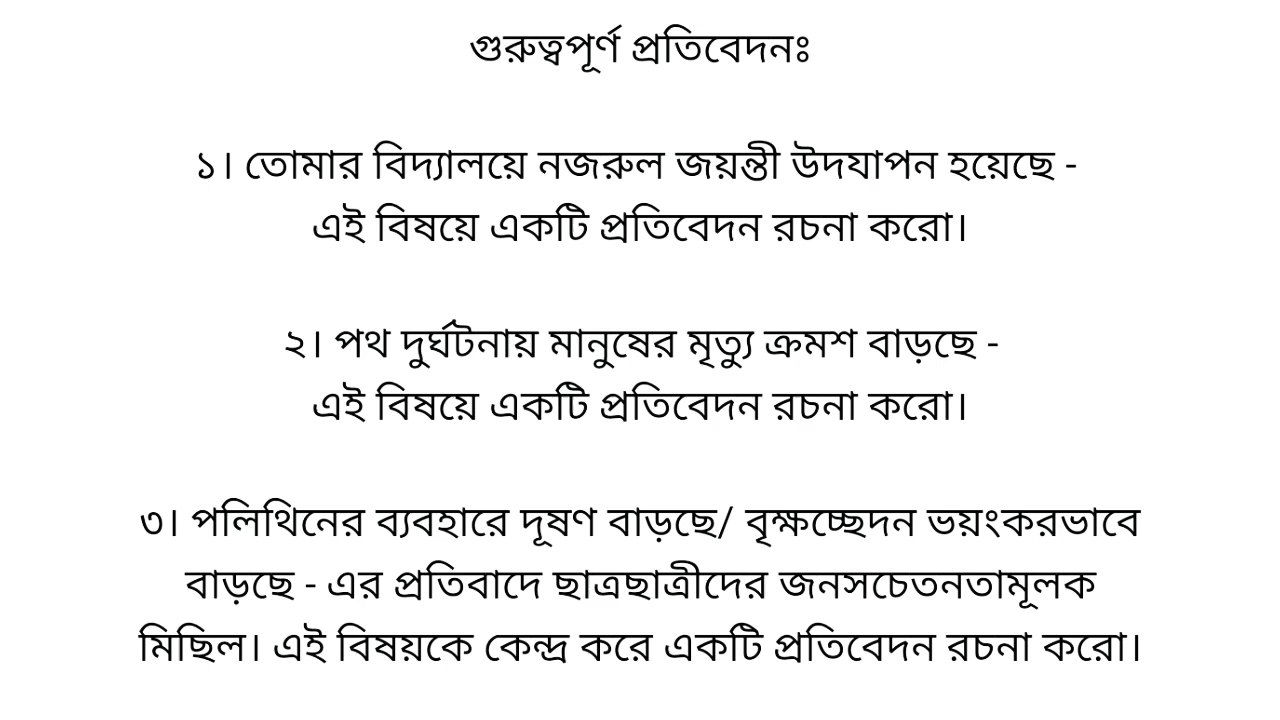 গুরুত্বপূর্ণ প্রতিবেদনঃ
১। তোমার বিদ্যালয়ে নজরুল জয়ন্তী উদযাপন হয়েছে -
এই বিষয়ে একটি প্রতিবেদন রচনা করো।
২। পথ দুর্ঘটনায় মানুষের মৃত্যু ক্রমশ বাড়ছে -
এই বিষয়ে একটি প্রতিবেদন রচনা করো।
৩। পলিথিনের ব্যবহারে দূষণ বাড়ছে/ বৃক্ষচ্ছেদন ভয়ংকরভাবে
বাড়ছে - এর প্রতিবাদে ছাত্রছাত্রীদের জনসচেতনতামূলক
মিছিল। এই বিষয়কে কেন্দ্র করে একটি প্রতিবেদন রচনা করো।